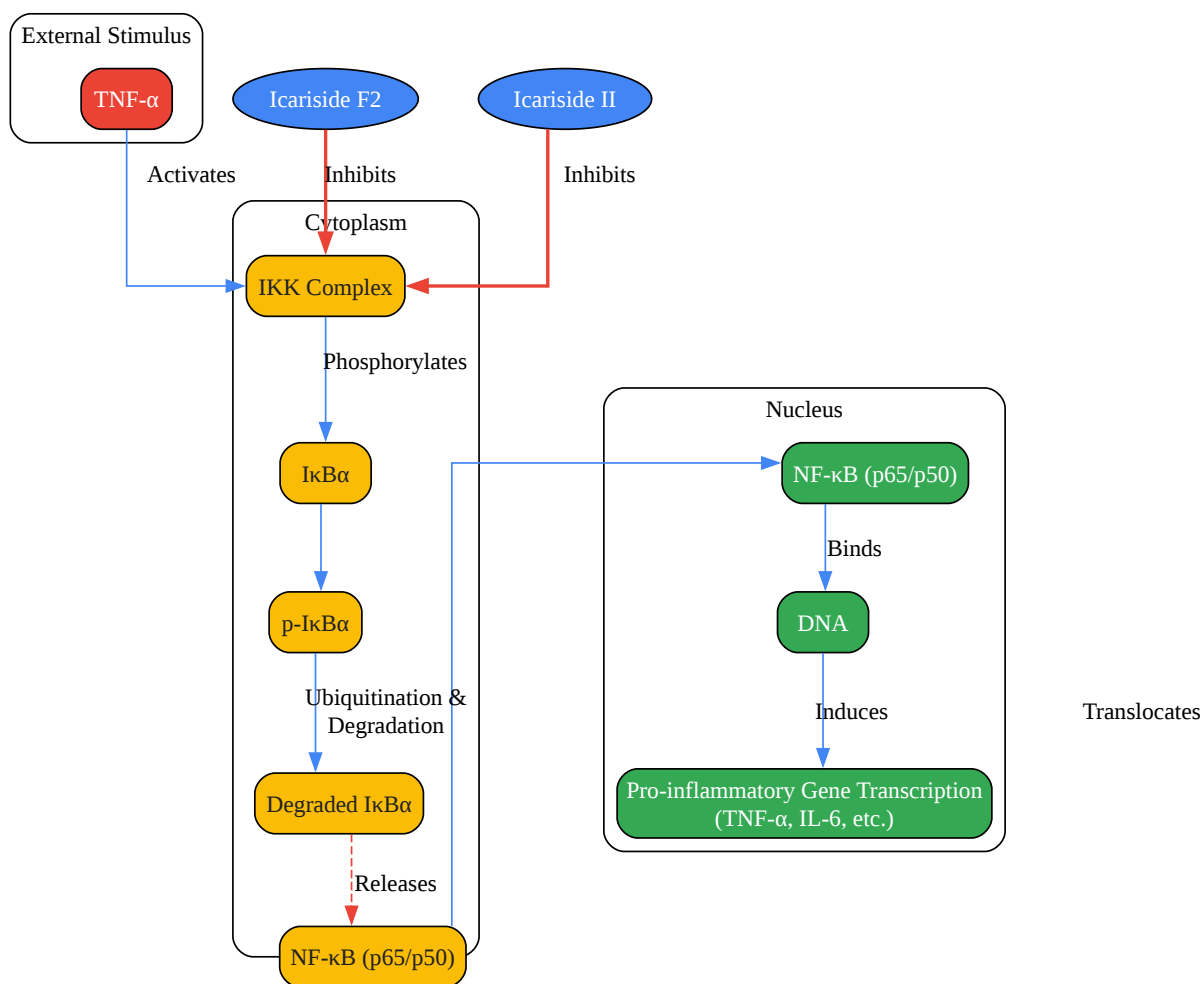 External Stimulus
TNF-α
Icariside F2
Icariside II
Activates
Inhibits
Inhibits
Cytoplasm
IKK Complex
Phosphorylates
IκBα
p-IκBα
Ubiquitination &
Degradation
Degraded IκBα
Releases
NF-κB (p65/p50)
Nucleus
NF-κB (p65/p50)
Binds
DNA
Induces
Pro-inflammatory Gene Transcription
(TNF-α, IL-6, etc.)
Translocates